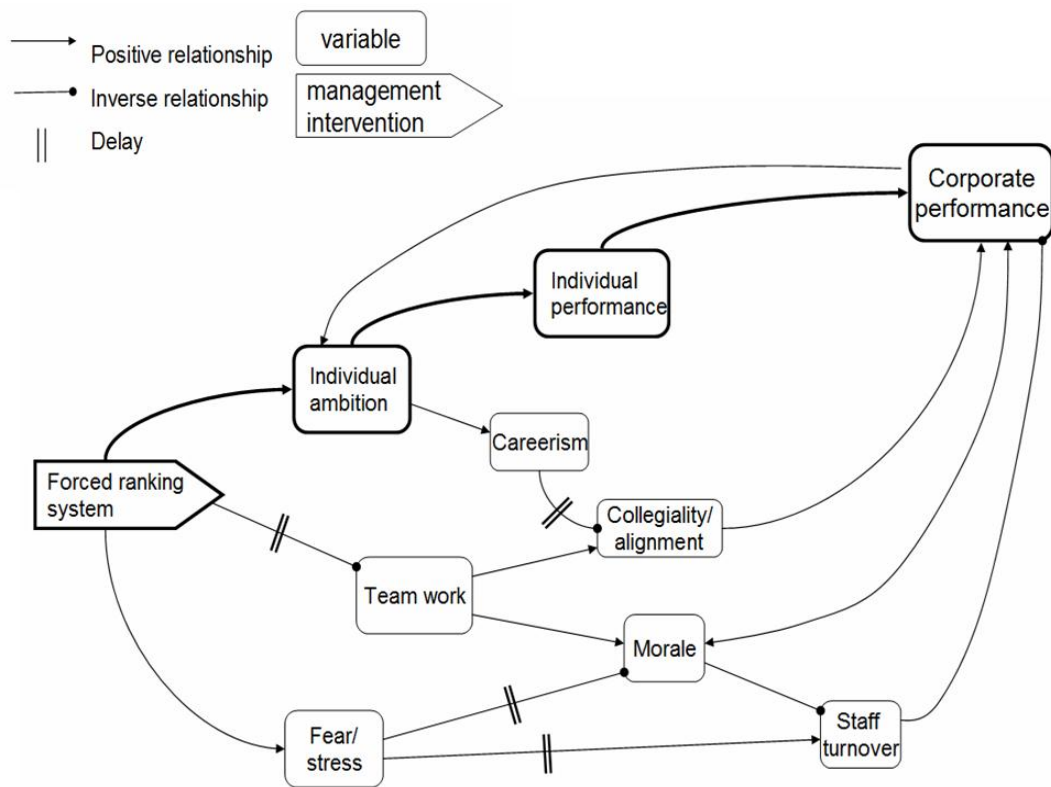 Positive relationship
Inverse relationship
Delay
variable
management
intervention
Corporate
performance
Individual
performance
Individual
ambition
Careerism
Forced ranking
system
Collegiality/
alignment
Team work
Morale
Fear/
stress
Staff
turnover